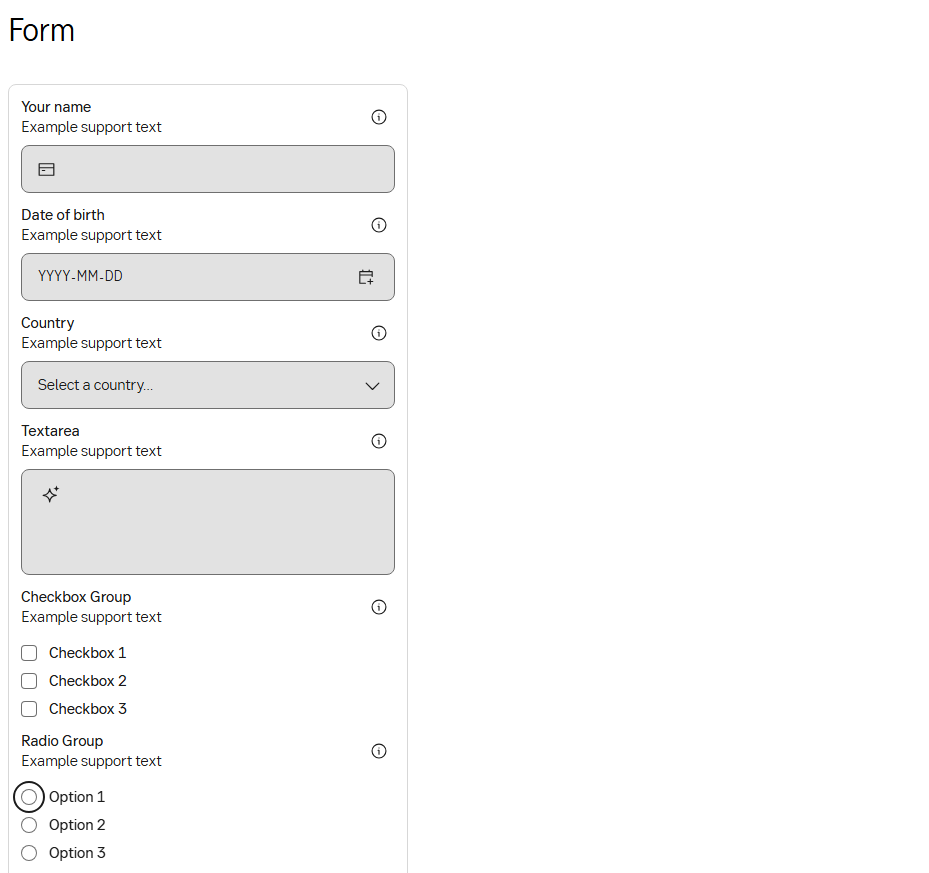 Form
Your name
Example support text
Date of birth
Example support text
YYYY-MM-DD
Country
Example support text
Select a country...
Textarea
Example support text
Checkbox Group
Example support text
Checkbox 1
Checkbox 2
Checkbox 3
Radio Group
Example support text
Option 1
Option 2
Option 3